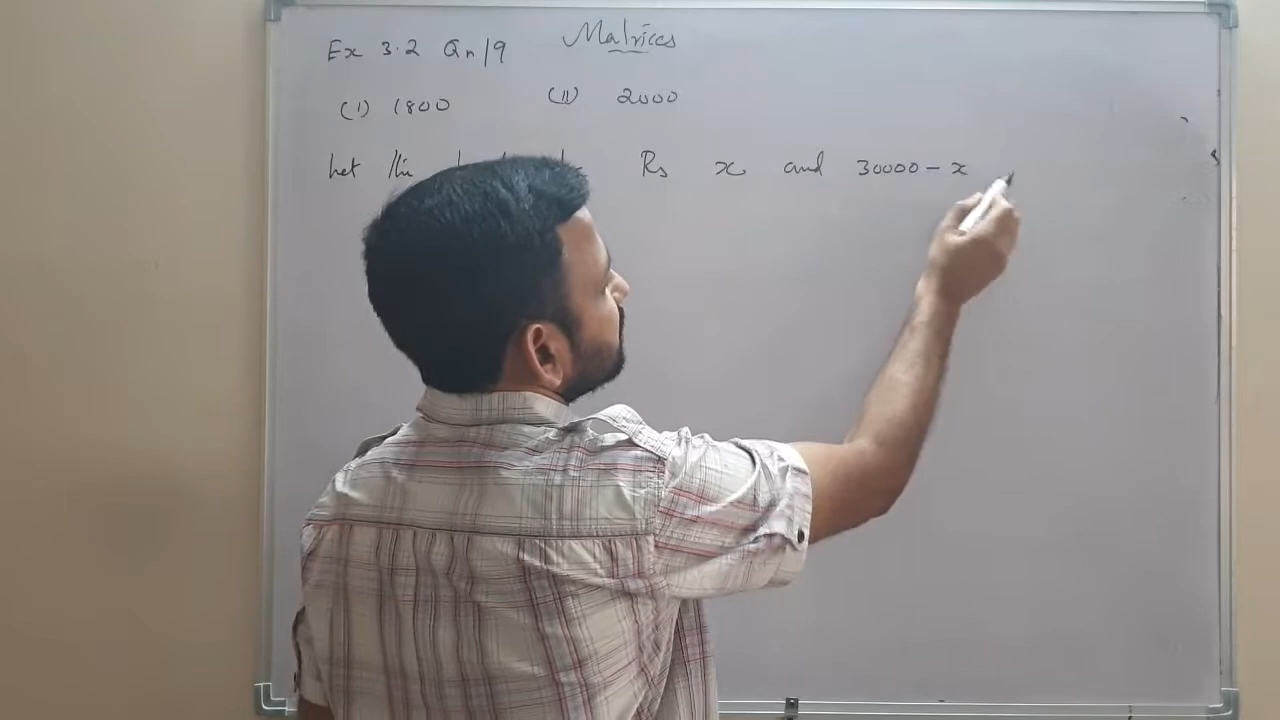 Ex 3.2 Qn 19 Matrices
(I) 1800 (II) 2000
Let Rs x and 30000 - x